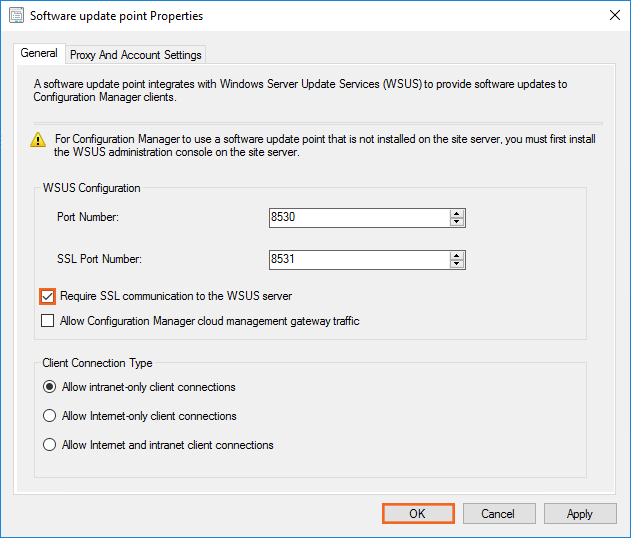 Software update point Properties
General
Proxy And Account Settings
A software update point integrates with Windows Server Update Services (WSUS) to provide software updates to
Configuration Manager clients.
For Configuration Manager to use a software update point that is not installed on the site server, you must first install
the WSUS administration console on the site server.
WSUS Configuration
Port Number:
8530
SSL Port Number:
8531
Require SSL communication to the WSUS server
Allow Configuration Manager cloud management gateway traffic
Client Connection Type
Allow intranet-only client connections
Allow Internet-only client connections
Allow Internet and intranet client connections
OK
Cancel
Apply